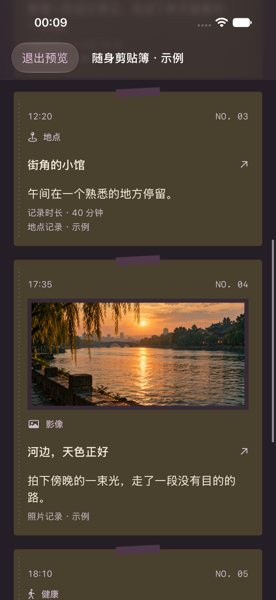 00:09
退出预览
随身剪贴簿 · 示例
12:20
NO. 03
地点
街角的小馆
午间在一个熟悉的地方停留。
记录时长 · 40 分钟
地点记录 · 示例
17:35
NO. 04
影像
河边，天色正好
拍下傍晚的一束光，走了一段没有目的的
路。
照片记录 · 示例
18:10
NO. 05
健康